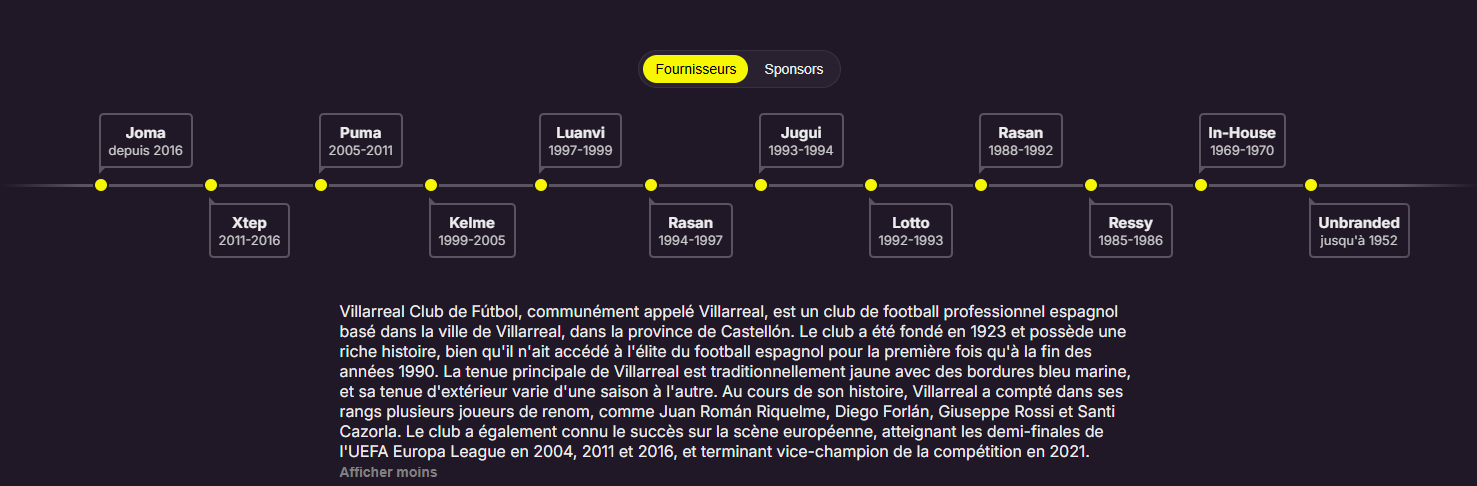 Fournisseurs Sponsors
Joma
depuis 2016
Puma
2005-2011
Luanvi
1997-1999
Jugui
1993-1994
Rasan
1988-1992
In-House
1969-1970
Xtep
2011-2016
Kelme
1999-2005
Rasan
1994-1997
Lotto
1992-1993
Ressy
1985-1986
Unbranded
jusqu'à 1952
Villarreal Club de Fútbol, communément appelé Villarreal, est un club de football professionnel espagnol
basé dans la ville de Villarreal, dans la province de Castellón. Le club a été fondé en 1923 et possède une
riche histoire, bien qu'il n'ait accédé à l'élite du football espagnol pour la première fois qu'à la fin des
années 1990. La tenue principale de Villarreal est traditionnellement jaune avec des bordures bleu marine,
et sa tenue d'extérieur varie d'une saison à l'autre. Au cours de son histoire, Villarreal a compté dans ses
rangs plusieurs joueurs de renom, comme Juan Román Riquelme, Diego Forlán, Giuseppe Rossi et Santi
Cazorla. Le club a également connu le succès sur la scène européenne, atteignant les demi-finales de
l'UEFA Europa League en 2004, 2011 et 2016, et terminant vice-champion de la compétition en 2021.
Afficher moins